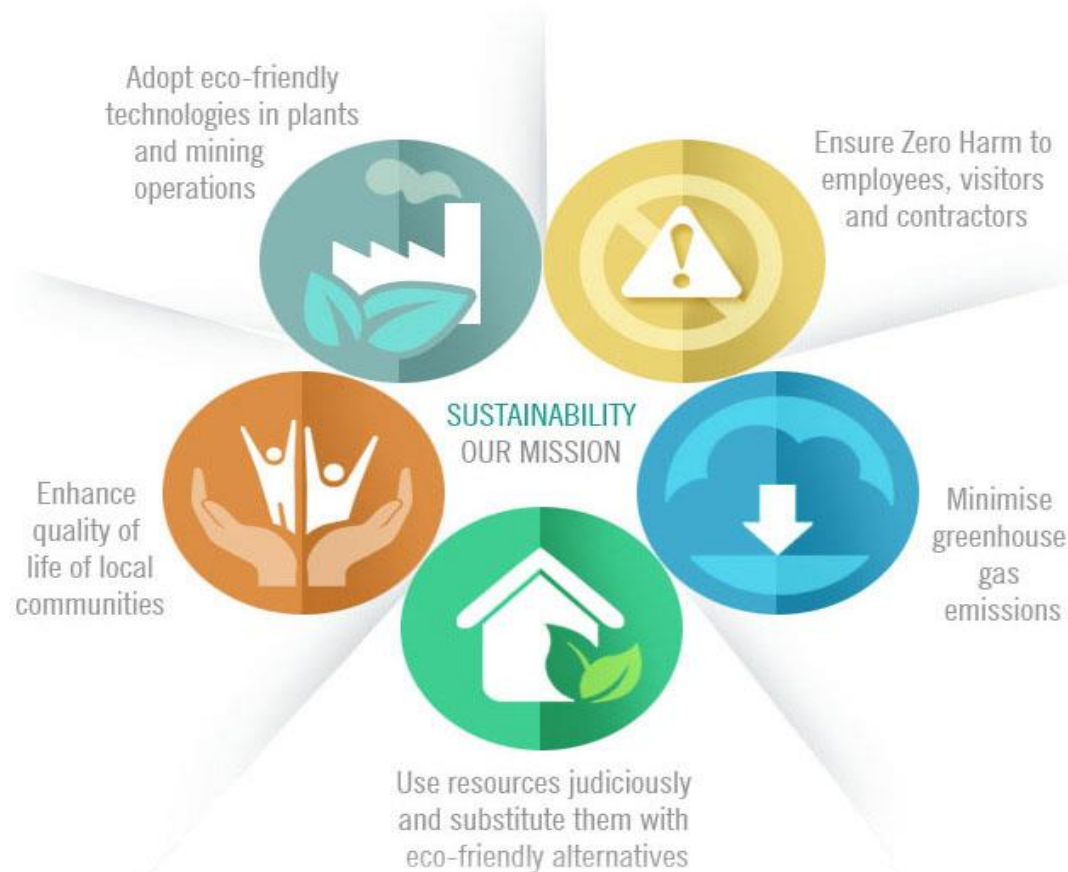 Adopt eco-friendly
technologies in plants
and mining
operations
Ensure Zero Harm to
employees, visitors
and contractors
SUSTAINABILITY
OUR MISSION
Enhance
quality of
life of local
communities
Minimise
greenhouse
gas
emissions
Use resources judiciously
and substitute them with
eco-friendly alternatives